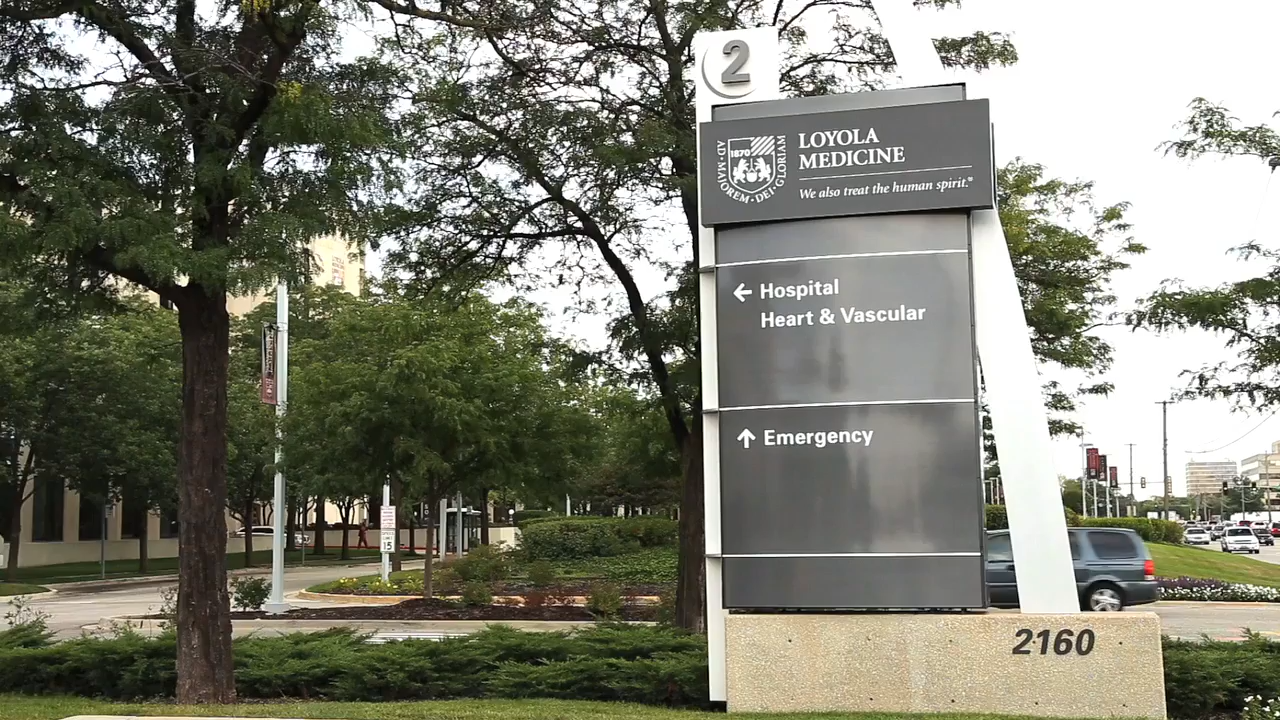 2
LOYOLA
MEDICINE
We also treat the human spirit.®
1870
AD · MAIOREM · DEI · GLORIAM
← Hospital
Heart & Vascular
↑ Emergency
2160
15